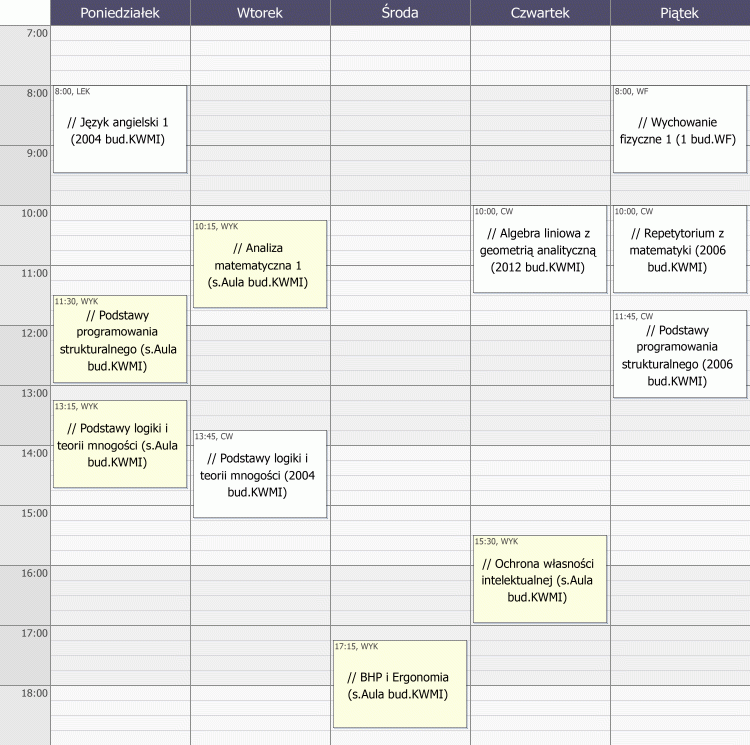 Poniedziałek Wtorek Środa Czwartek Piątek
7:00
8:00
9:00
10:00
11:00
12:00
13:00
14:00
15:00
16:00
17:00
18:00
8:00, LEK
// Język angielski 1
(2004 bud.KWMI)
11:30, WYK
// Podstawy
programowania
strukturalnego (s.Aula
bud.KWMI)
13:15, WYK
// Podstawy logiki i
teorii mnogości (s.Aula
bud.KWMI)
10:15, WYK
// Analiza
matematyczna 1
(s.Aula bud.KWMI)
13:45, CW
// Podstawy logiki i
teorii mnogości (2004
bud.KWMI)
17:15, WYK
// BHP i Ergonomia
(s.Aula bud.KWMI)
10:00, CW
// Algebra liniowa z
geometrią analityczną
(2012 bud.KWMI)
15:30, WYK
// Ochrona własności
intelektualnej (s.Aula
bud.KWMI)
8:00, WF
// Wychowanie
fizyczne 1 (1 bud.WF)
10:00, CW
// Repetytorium z
matematyki (2006
bud.KWMI)
11:45, CW
// Podstawy
programowania
strukturalnego (2006
bud.KWMI)